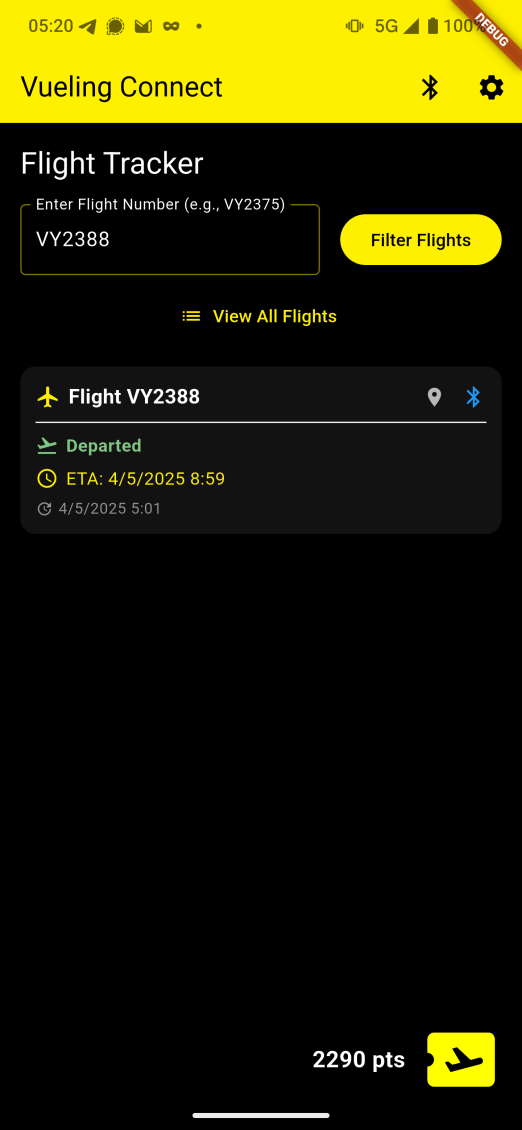 05:20
5G
100%
DEBUG
Vueling Connect
Flight Tracker
Enter Flight Number (e.g., VY2375)
VY2388
Filter Flights
View All Flights
Flight VY2388
Departed
ETA: 4/5/2025 8:59
4/5/2025 5:01
2290 pts